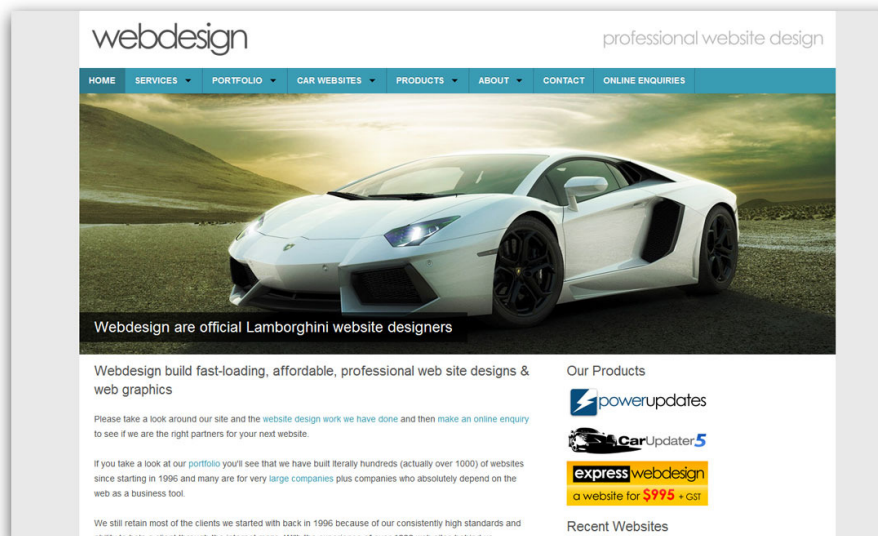 webdesign
professional website design
HOME SERVICES PORTFOLIO CAR WEBSITES PRODUCTS ABOUT CONTACT ONLINE ENQUIRIES
Webdesign are official Lamborghini website designers
Webdesign build fast-loading, affordable, professional web site designs &
web graphics
Please take a look around our site and the website design work we have done and then make an online enquiry
to see if we are the right partners for your next website.
If you take a look at our portfolio you'll see that we have built lterally hundreds (actually over 1000) of websites
since starting in 1996 and many are for very large companies plus companies who absolutely depend on the
web as a business tool.
We still retain most of the clients we started with back in 1996 because of our consistently high standards and
Our Products
powerupdates
CarUpdater5
express webdesign
a website for $995 + GST
Recent Websites